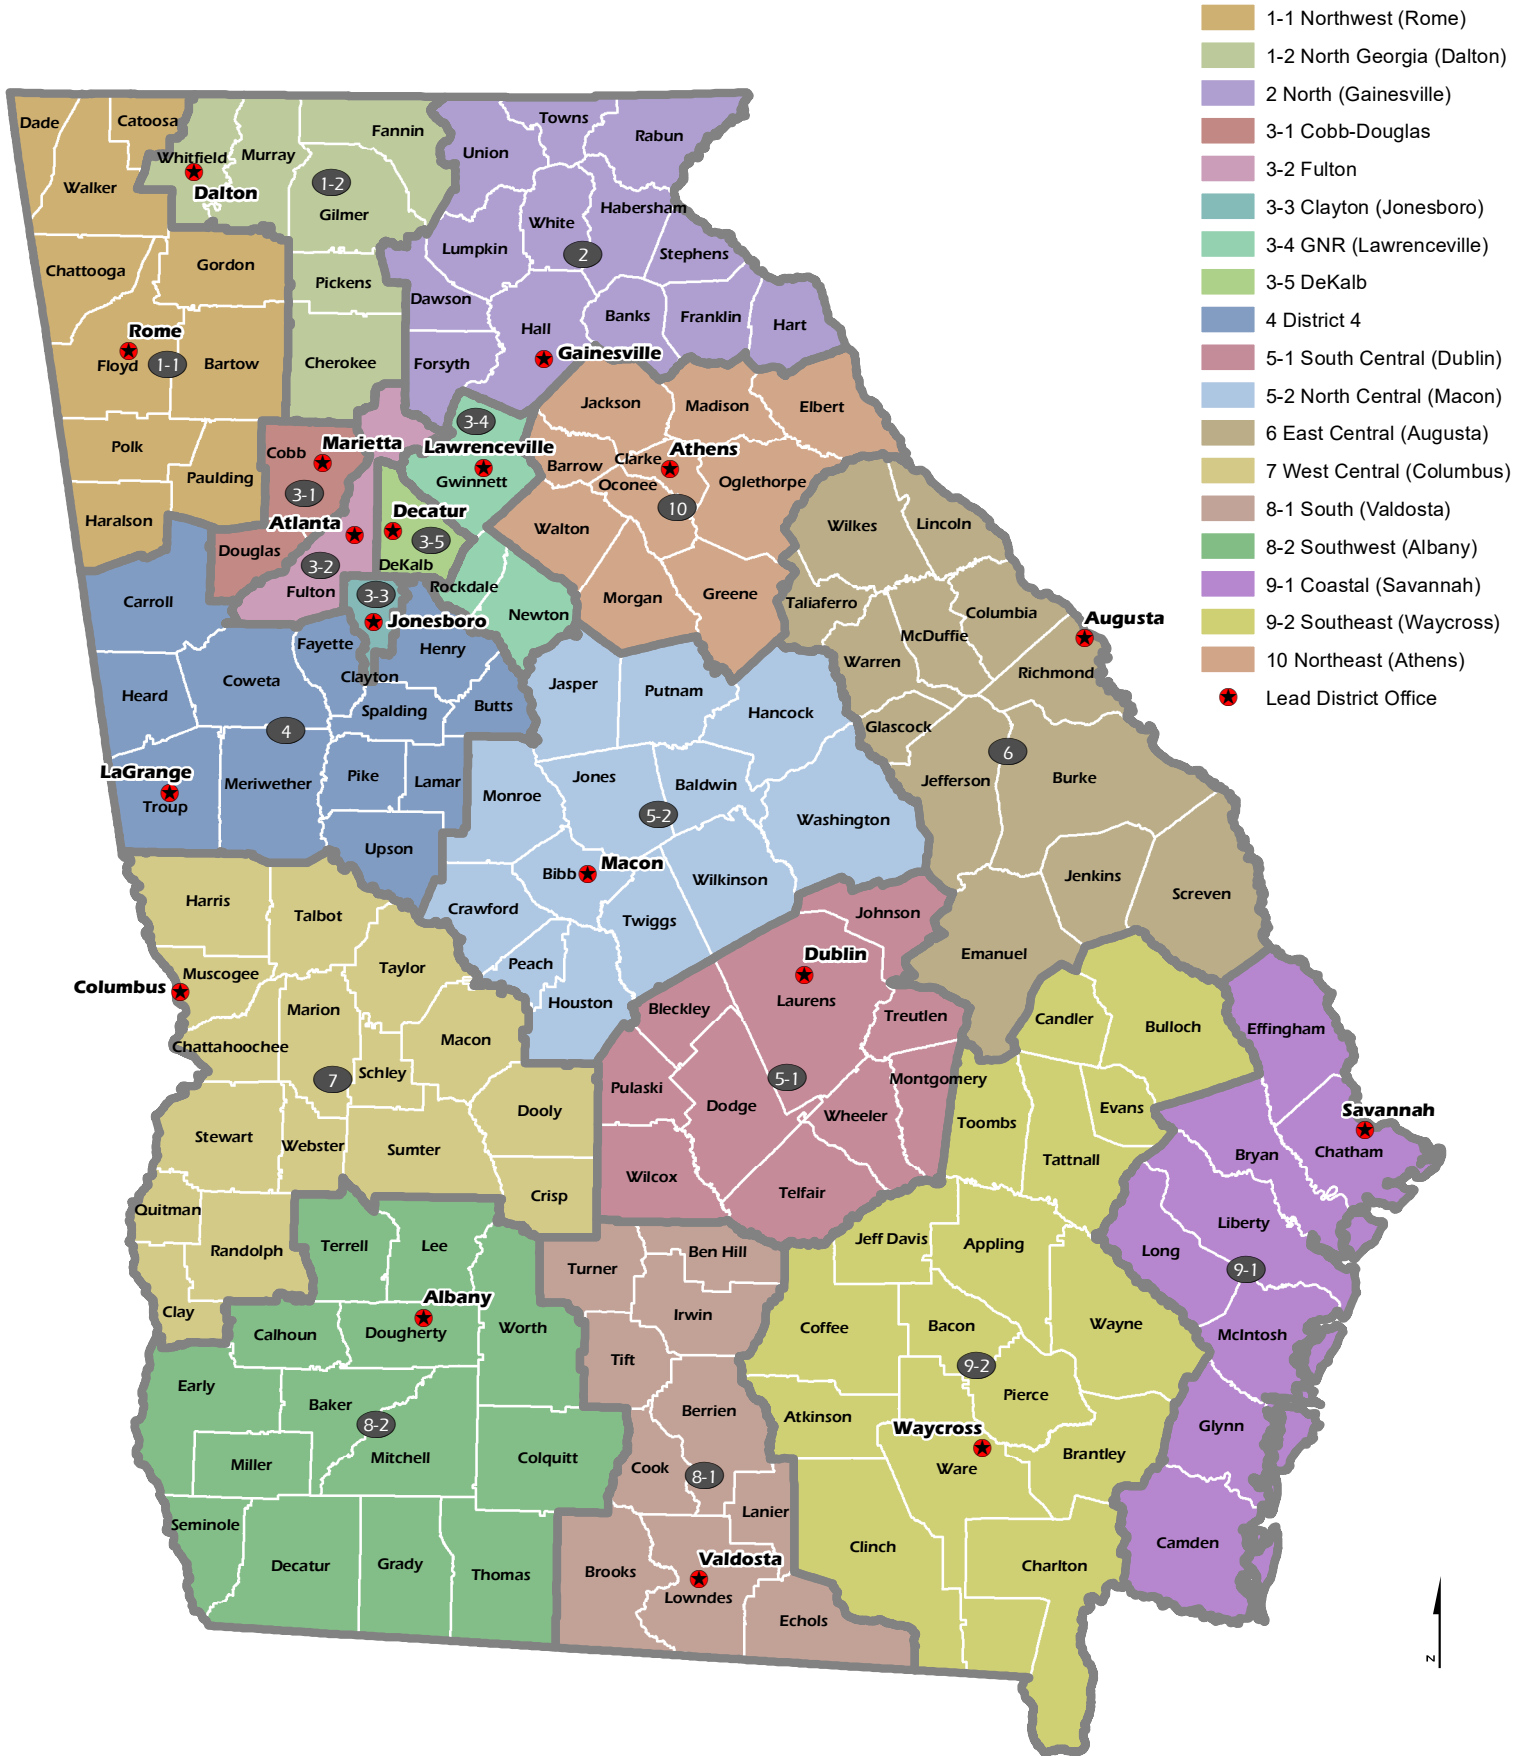 1-1 Northwest (Rome)
1-2 North Georgia (Dalton)
2 North (Gainesville)
3-1 Cobb-Douglas
3-2 Fulton
3-3 Clayton (Jonesboro)
3-4 GNR (Lawrenceville)
3-5 DeKalb
4 District 4
5-1 South Central (Dublin)
5-2 North Central (Macon)
6 East Central (Augusta)
7 West Central (Columbus)
8-1 South (Valdosta)
8-2 Southwest (Albany)
9-1 Coastal (Savannah)
9-2 Southeast (Waycross)
10 Northeast (Athens)
Lead District Office
Dade
Catoosa
Walker
Whitfield
Dalton
Murray
Fannin
1-2
Gilmer
Union
Towns
Rabun
White
Habersham
Lumpkin
2
Stephens
Chattooga
Gordon
Pickens
Dawson
Hall
Banks
Franklin
Hart
Rome
Floyd
1-1
Bartow
Cherokee
Forsyth
Gainesville
Jackson
Madison
Elbert
Polk
Paulding
Haralson
Cobb
Marietta
3-1
3-4
Lawrenceville
Gwinnett
Barrow
Clarke
Athens
Oconee
10
Oglethorpe
Walton
Morgan
Greene
Atlanta
Decatur
3-5
DeKalb
Douglas
3-2
Fulton
3-3
Jonesboro
Rockdale
Newton
Wilkes
Lincoln
Taliaferro
Columbia
McDuffie
Augusta
Warren
Richmond
Glascock
6
Jefferson
Burke
Jenkins
Screven
Emanuel
Carroll
Fayette
Henry
Clayton
Heard
Coweta
Spalding
Butts
4
LaGrange
Troup
Meriwether
Pike
Lamar
Upson
Jasper
Putnam
Hancock
Monroe
Jones
Baldwin
5-2
Washington
Bibb
Macon
Wilkinson
Crawford
Twiggs
Peach
Houston
Harris
Talbot
Muscogee
Columbus
Taylor
Marion
Chattahoochee
Macon
Schley
7
Dooly
Stewart
Webster
Sumter
Crisp
Quitman
Randolph
Clay
Johnson
Dublin
Laurens
Bleckley
Treutlen
Pulaski
5-1
Dodge
Montgomery
Wheeler
Wilcox
Telfair
Candler
Bulloch
Effingham
Toombs
Evans
Tattnall
Savannah
Chatham
Bryan
Liberty
Long
9-1
McIntosh
Glynn
Camden
Terrell
Lee
Albany
Calhoun
Dougherty
Worth
Early
Baker
8-2
Miller
Mitchell
Colquitt
Seminole
Decatur
Grady
Thomas
Turner
Ben Hill
Irwin
Tift
Berrien
Cook
8-1
Lanier
Brooks
Valdosta
Lowndes
Echols
Jeff Davis
Appling
Coffee
Bacon
Wayne
9-2
Pierce
Atkinson
Waycross
Ware
Brantley
Clinch
Charlton
N